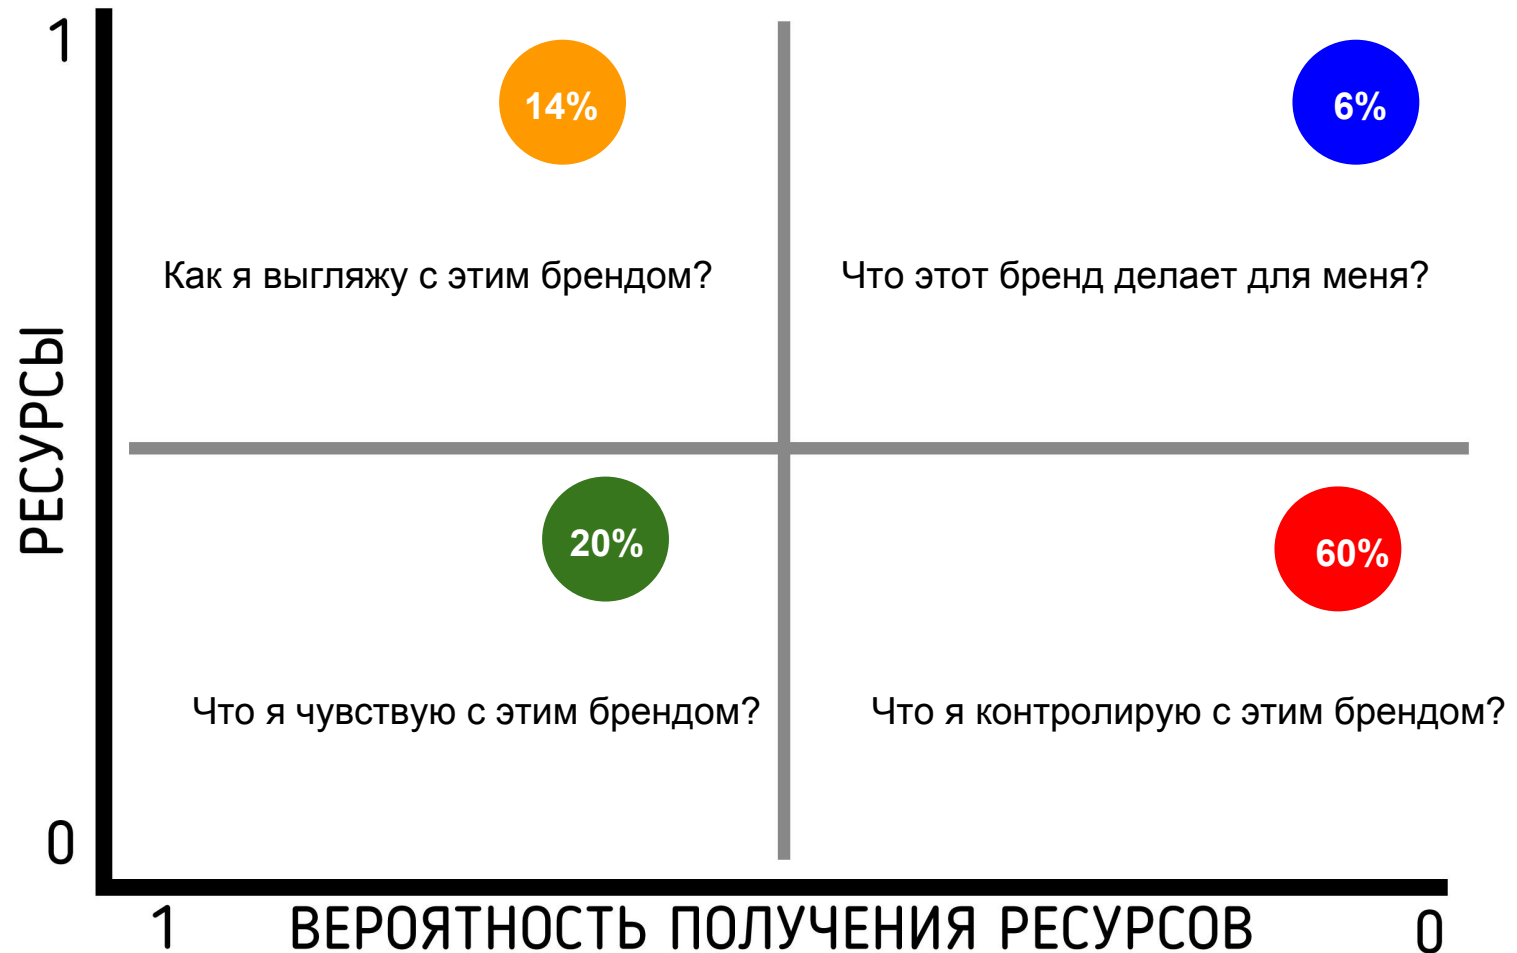 1
14%
6%
Как я выгляжу с этим брендом?
Что этот бренд делает для меня?
РЕСУРСЫ
20%
60%
Что я чувствую с этим брендом?
Что я контролирую с этим брендом?
0
1
ВЕРОЯТНОСТЬ ПОЛУЧЕНИЯ РЕСУРСОВ
0